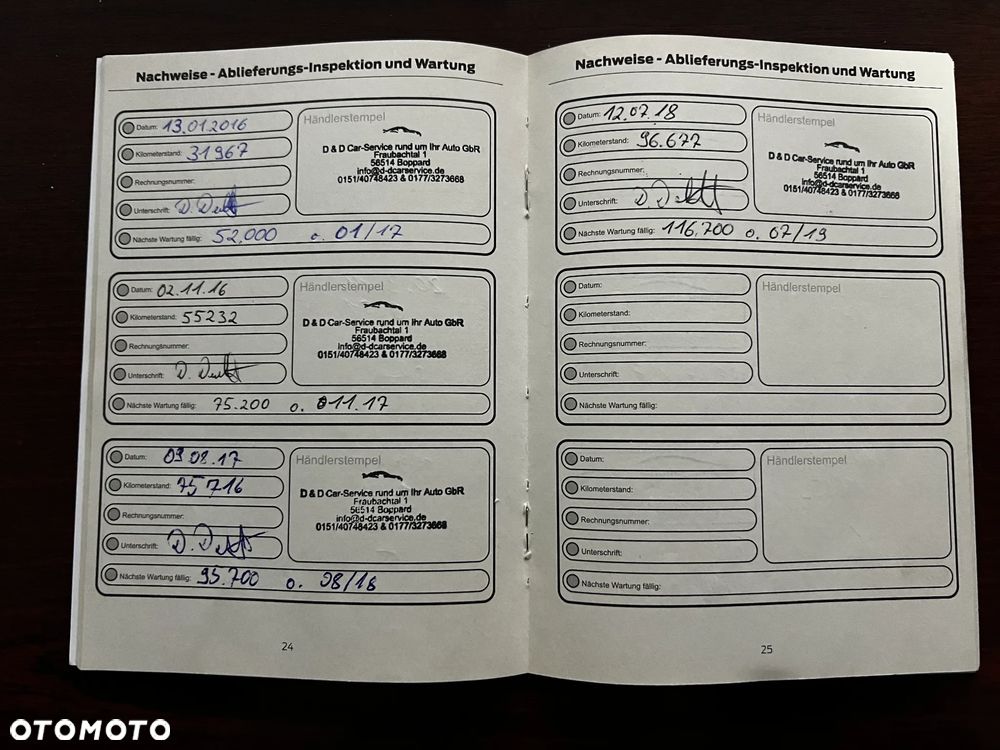 Nachweise - Ablieferungs-Inspektion und Wartung
Datum: 13.01.2016
Kilometerstand: 31967
Rechnungsnummer:
Unterschrift:
Nächste Wartung fällig: 52.000 o. 01/17
Händlerstempel
D & D Car-Service rund um Ihr Auto GbR
Fraubachtal 1
56514 Boppard
info@d-dcarservice.de
0151/40748423 & 0177/3273668
Datum: 02.11.16
Kilometerstand: 55232
Rechnungsnummer:
Unterschrift:
Nächste Wartung fällig: 75.200 o. 011.17
Händlerstempel
D & D Car-Service rund um Ihr Auto GbR
Fraubachtal 1
56514 Boppard
info@d-dcarservice.de
0151/40748423 & 0177/3273668
Datum: 09.08.17
Kilometerstand: 75716
Rechnungsnummer:
Unterschrift:
Nächste Wartung fällig: 95.700 o. 08/18
Händlerstempel
D & D Car-Service rund um Ihr Auto GbR
Fraubachtal 1
56514 Boppard
info@d-dcarservice.de
0151/40748423 & 0177/3273668
24
Nachweise - Ablieferungs-Inspektion und Wartung
Datum: 12.07.18
Kilometerstand: 96.677
Rechnungsnummer:
Unterschrift:
Nächste Wartung fällig: 116.700 o. 07/19
Händlerstempel
D & D Car-Service rund um Ihr Auto GbR
Fraubachtal 1
56514 Boppard
info@d-dcarservice.de
0151/40748423 & 0177/3273668
Datum:
Kilometerstand:
Rechnungsnummer:
Unterschrift:
Nächste Wartung fällig:
Händlerstempel
Datum:
Kilometerstand:
Rechnungsnummer:
Unterschrift:
Nächste Wartung fällig:
Händlerstempel
25
OTOMOTO